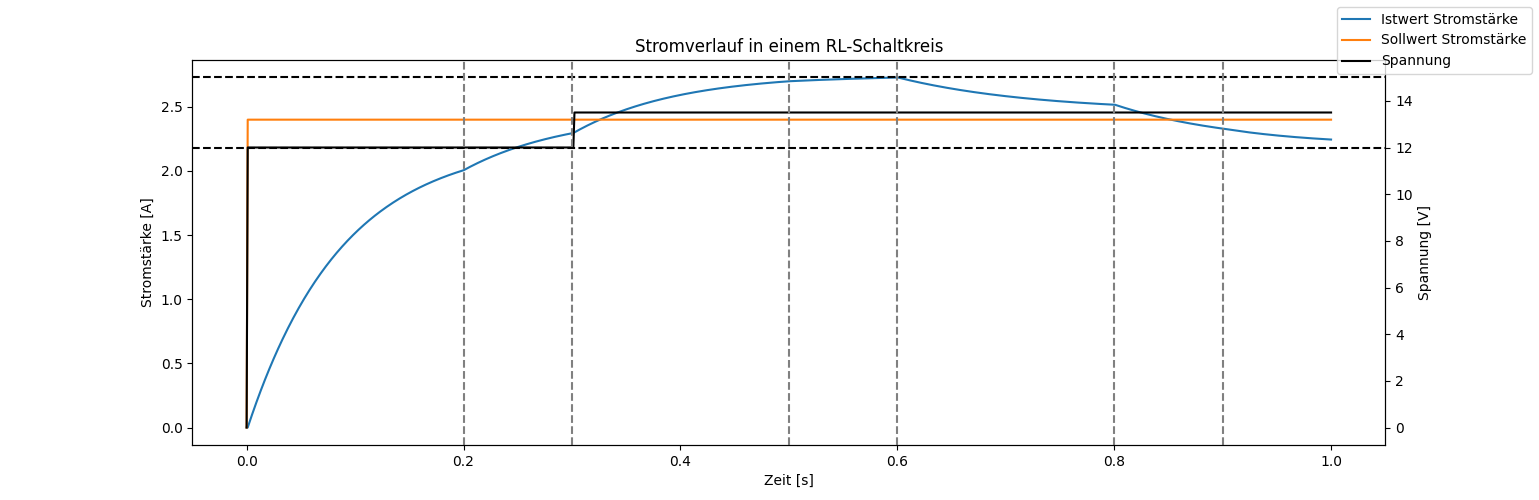 Stromverlauf in einem RL-Schaltkreis
Istwert Stromstärke
Sollwert Stromstärke
Spannung
Stromstärke [A]
2.5
2.0
1.5
1.0
0.5
0.0
14
12
10
8
6
4
2
0
Spannung [V]
0.0 0.2 0.4 0.6 0.8 1.0
Zeit [s]